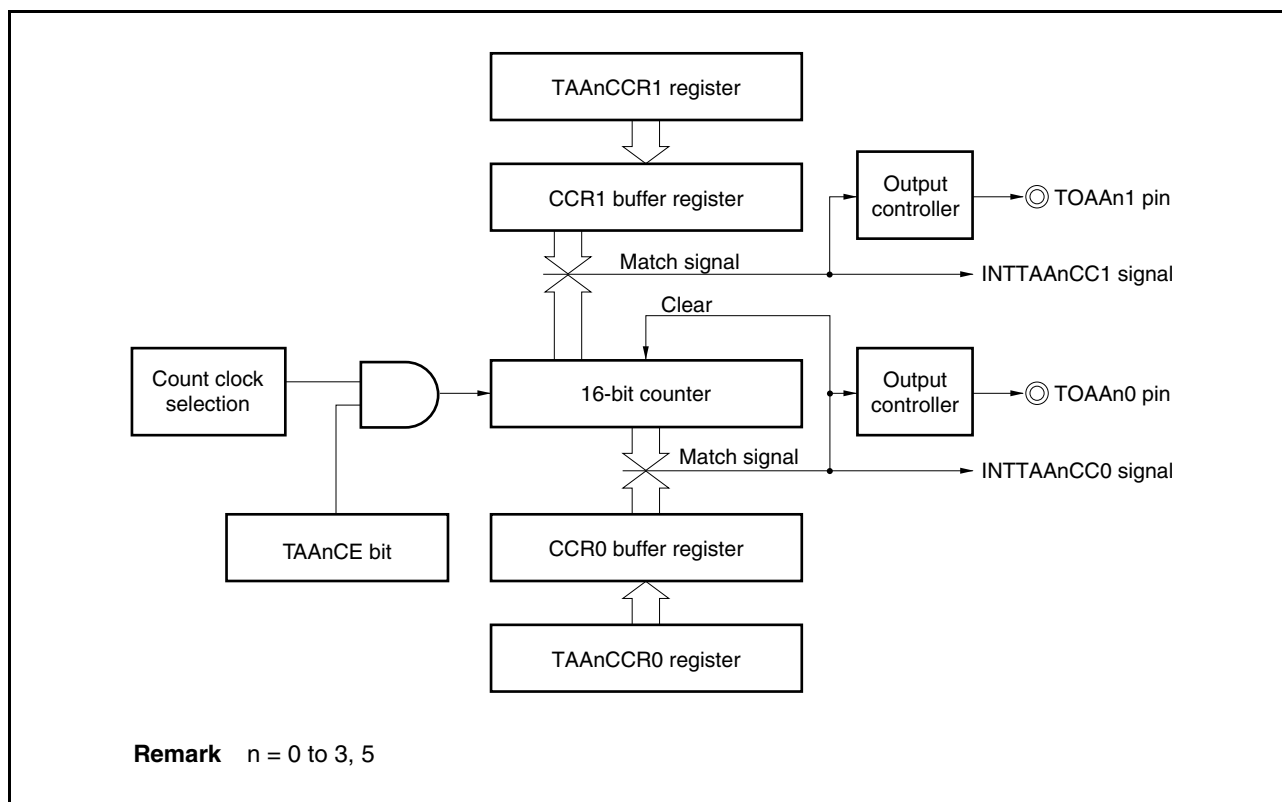 TAAnCCR1 register
CCR1 buffer register
Output
controller
TOAAn1 pin
Match signal
INTTAAnCC1 signal
Clear
Count clock
selection
16-bit counter
Output
controller
TOAAn0 pin
Match signal
INTTAAnCC0 signal
TAAnCE bit
CCR0 buffer register
TAAnCCR0 register
Remark n = 0 to 3, 5